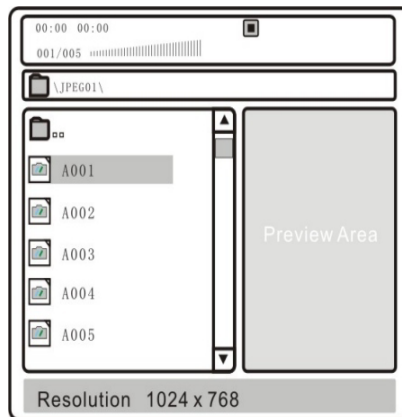 00:00 00:00
001/005
\JPEG01\
A001
A002
A003
A004
A005
Preview Area
Resolution 1024 x 768